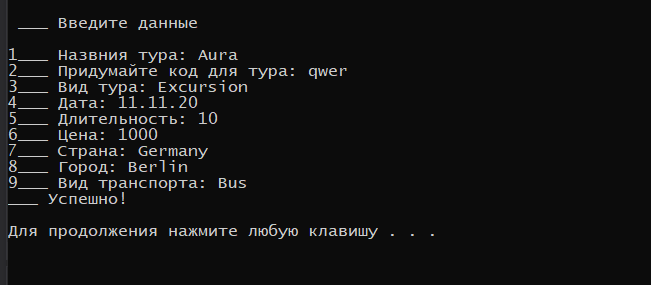 ___ Введите данные
1___ Назвния тура: Aura
2___ Придумайте код для тура: qwer
3___ Вид тура: Excursion
4___ Дата: 11.11.20
5___ Длительность: 10
6___ Цена: 1000
7___ Страна: Germany
8___ Город: Berlin
9___ Вид транспорта: Bus
___ Успешно!
Для продолжения нажмите любую клавишу . . .